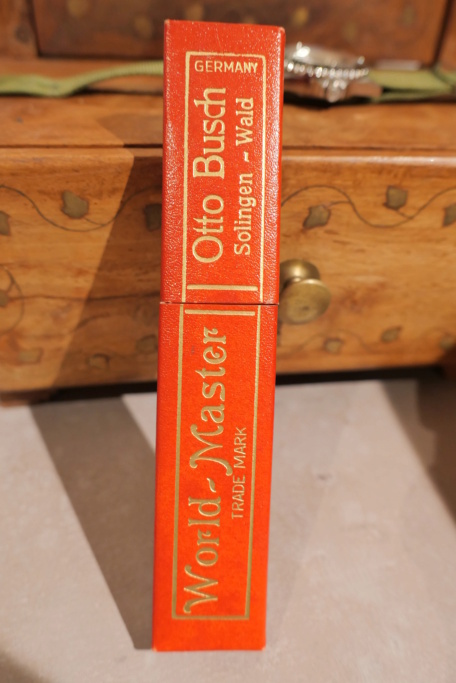 GERMANY
Otto Busch
Solingen ~ Wald
World ~ Master
TRADE MARK